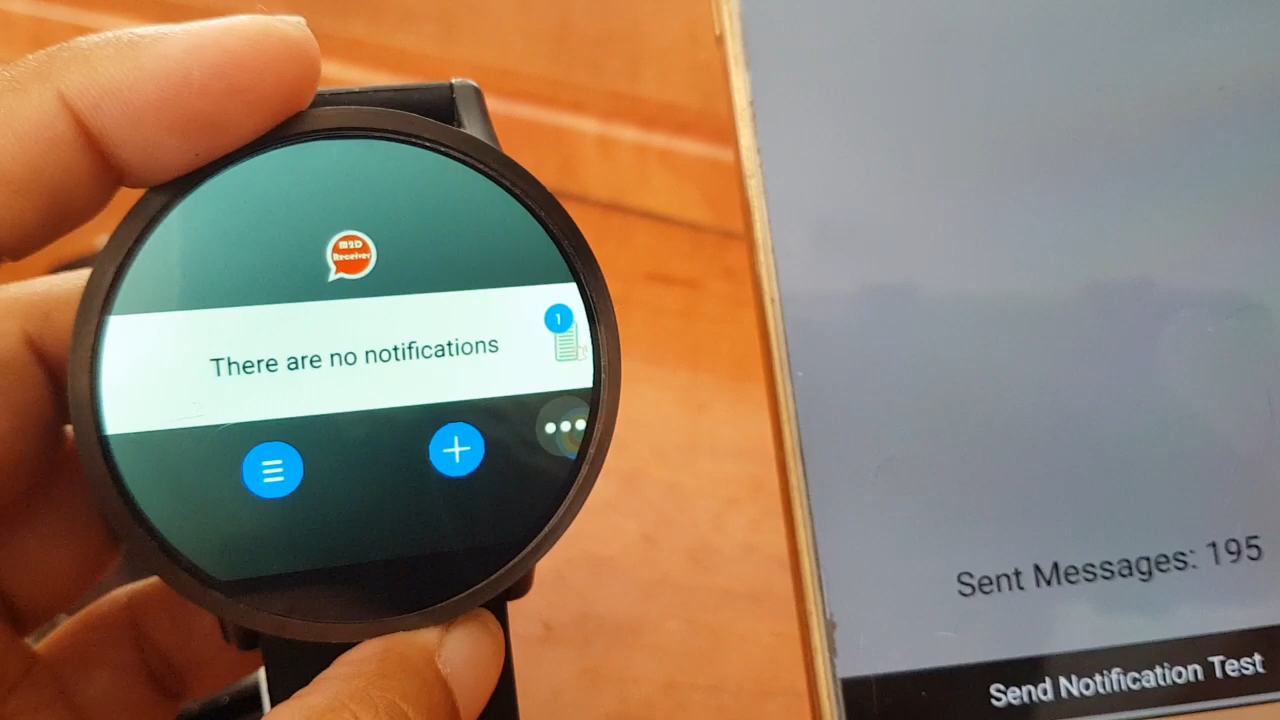 M2D
Receiver
1
There are no notifications
Sent Messages: 195
Send Notification Test